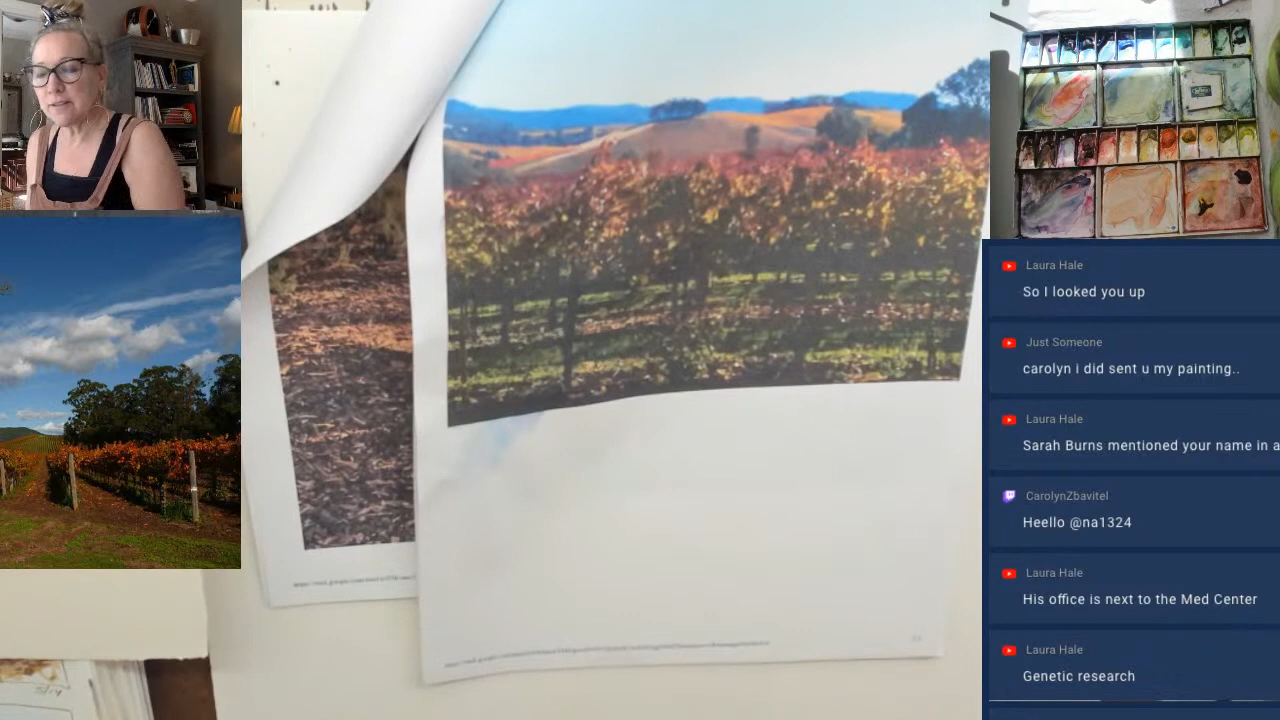 Laura Hale
So I looked you up
Just Someone
carolyn i did sent u my painting..
Laura Hale
Sarah Burns mentioned your name in a
CarolynZbavitel
Heello @na1324
Laura Hale
His office is next to the Med Center
Laura Hale
Genetic research